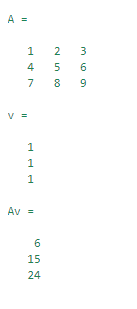 A =
1 2 3
4 5 6
7 8 9
v =
1
1
1
Av =
6
15
24